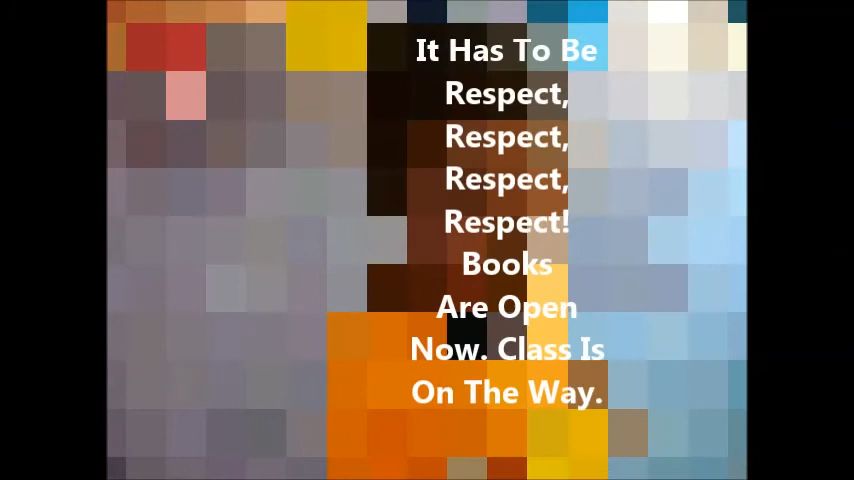 It Has To Be
Respect,
Respect,
Respect,
Respect!
Books
Are Open
Now. Class Is
On The Way.